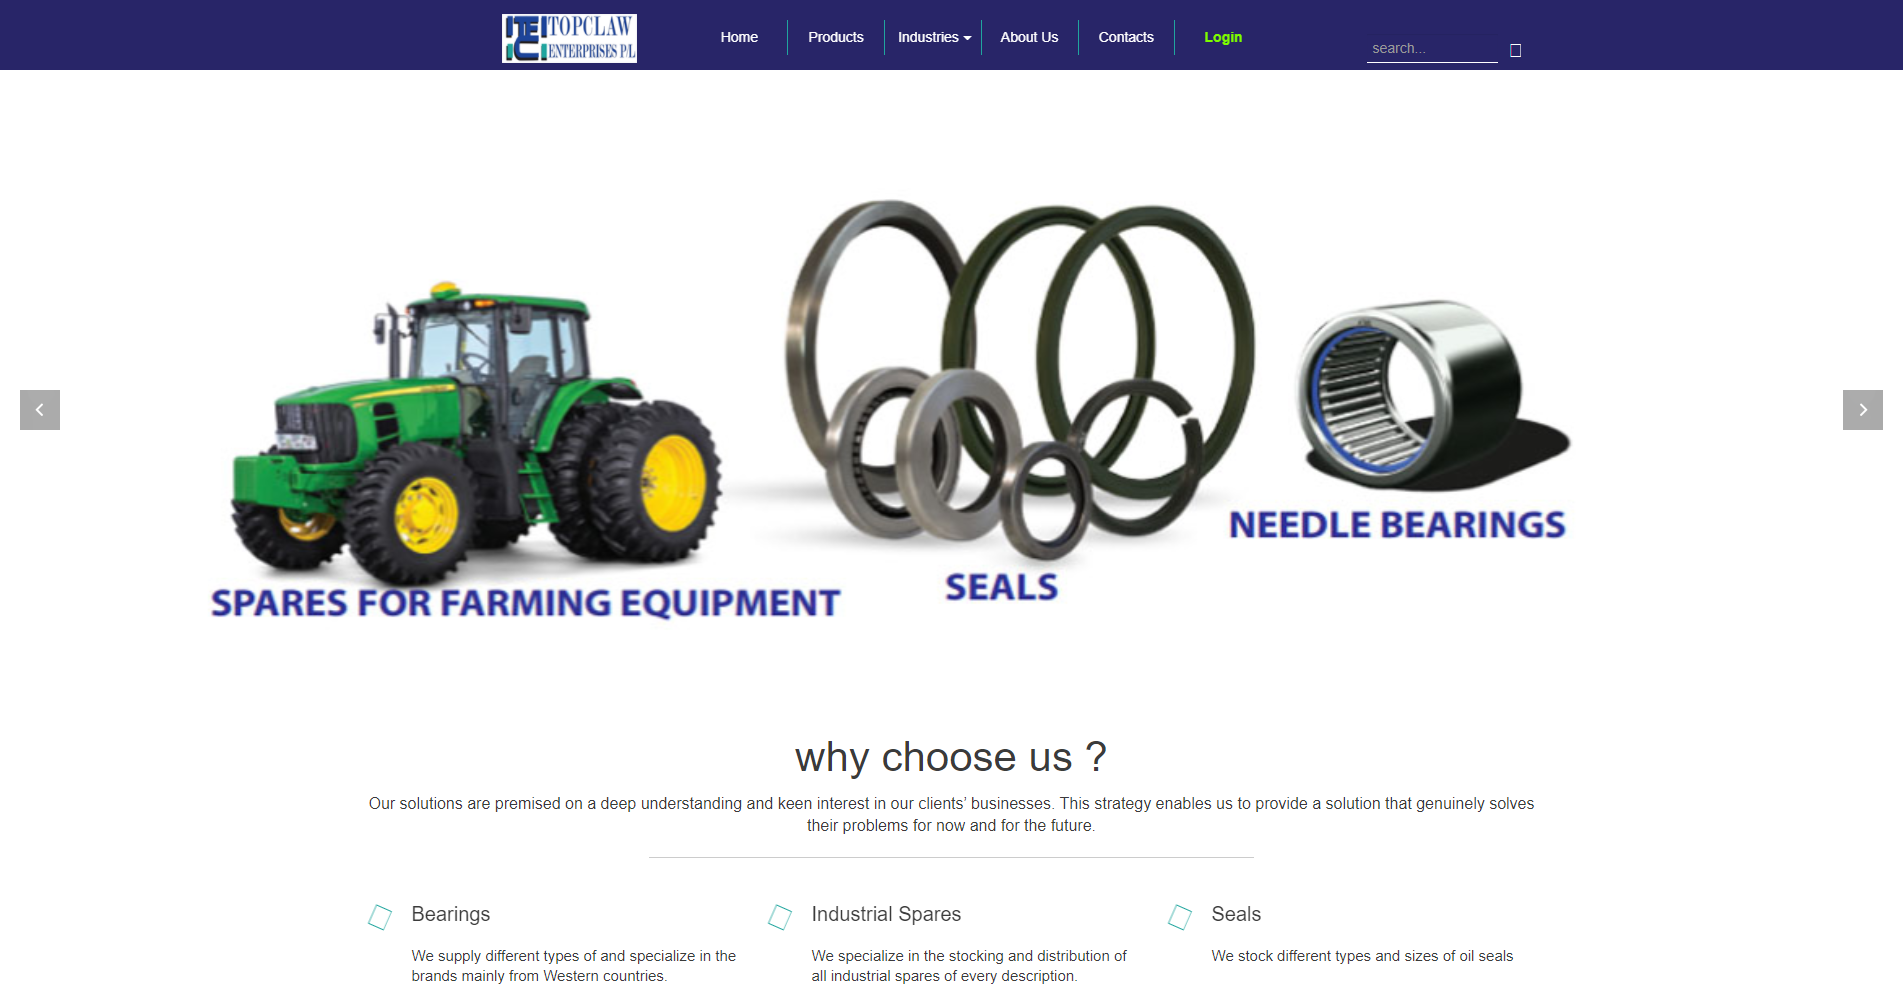 TOPCLAW
ENTERPRISES P.L
Home
Products
Industries
About Us
Contacts
Login
search...
NEEDLE BEARINGS
SEALS
SPARES FOR FARMING EQUIPMENT
why choose us ?
Our solutions are premised on a deep understanding and keen interest in our clients’ businesses. This strategy enables us to provide a solution that genuinely solves
their problems for now and for the future.
Bearings
We supply different types of and specialize in the
brands mainly from Western countries.
Industrial Spares
We specialize in the stocking and distribution of
all industrial spares of every description.
Seals
We stock different types and sizes of oil seals